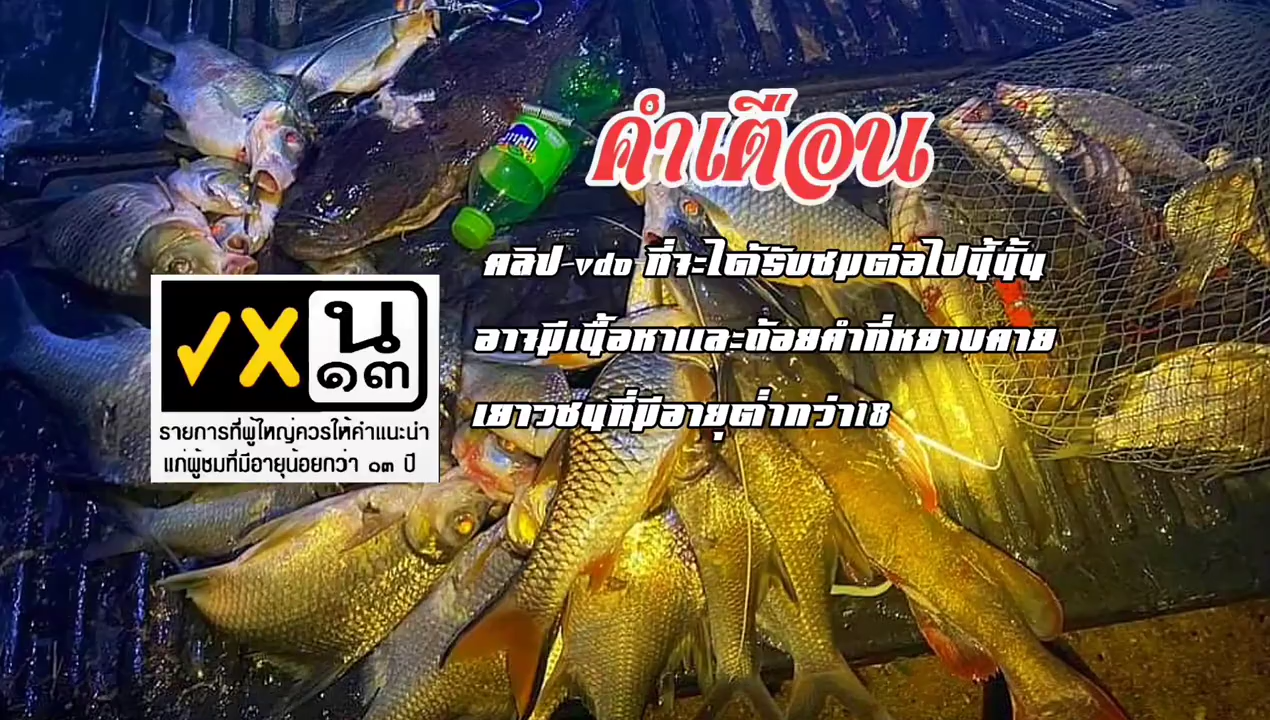 คำเตือน
คลิป vdo ที่จะได้รับชมต่อไปนี้นั้น
อาจมีเนื้อหาและถ้อยคำที่หยาบคาย
เยาวชนที่มีอายุต่ำกว่า18
น
๑๓
รายการที่ผู้ใหญ่ควรให้คำแนะนำ
แก่ผู้ชมที่มีอายุน้อยกว่า ๑๓ ปี